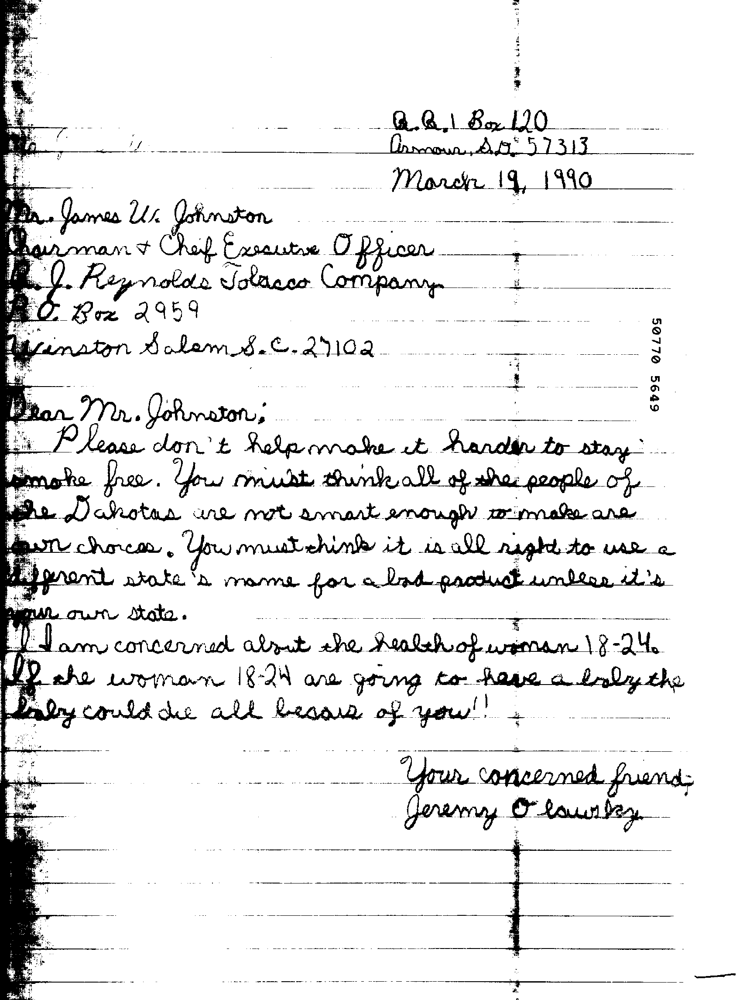 R.R.1 Box 120
Armour, S.D. 57313
March 19, 1990
Mr. James W. Johnston
Chairman + Cheif Execsutve Officer
R. J. Reynolds Tobacco Company
P.O. Box 2959
Winston Salem S.C. 27102
50770 5649
Dear Mr. Johnston;
Please don't help make it harder to stay
smoke free. You must think all of the people of
the Dakotas are not smart enough to make are
own choices. You must think it is all right to use a
different state's name for a bad product unless it's
your own state.
I am concerned about the health of woman 18-24.
If the woman 18-24 are going to have a baby the
baby could die all becaus of you!!
Your concerned friend;
Jeremy